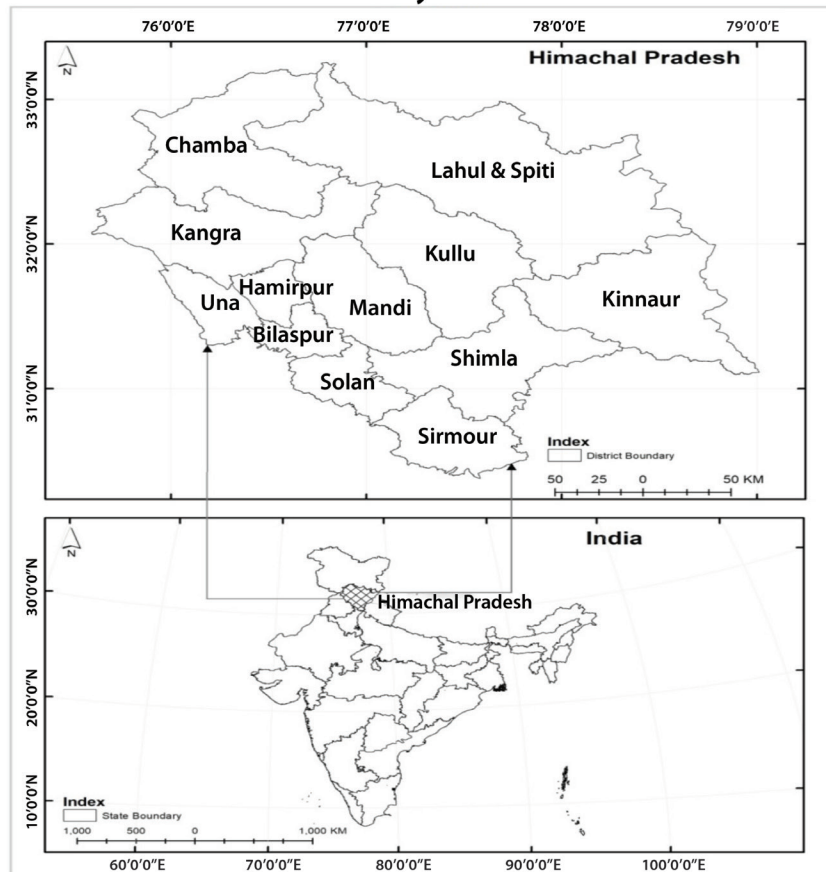 76°0'0"E 77°0'0"E 78°0'0"E 79°0'0"E
N
Himachal Pradesh
33°0'0"N
Chamba
Lahul & Spiti
Kangra
32°0'0"N
Kullu
Hamirpur
Una
Mandi
Kinnaur
Bilaspur
Shimla
Solan
31°0'0"N
Sirmour
Index
District Boundary
50 25 0 50 KM
N
India
30°0'0"N
Himachal Pradesh
20°0'0"N
10°0'0"N
Index
State Boundary
1,000 500 0 1,000 KM
60°0'0"E 70°0'0"E 80°0'0"E 90°0'0"E 100°0'0"E